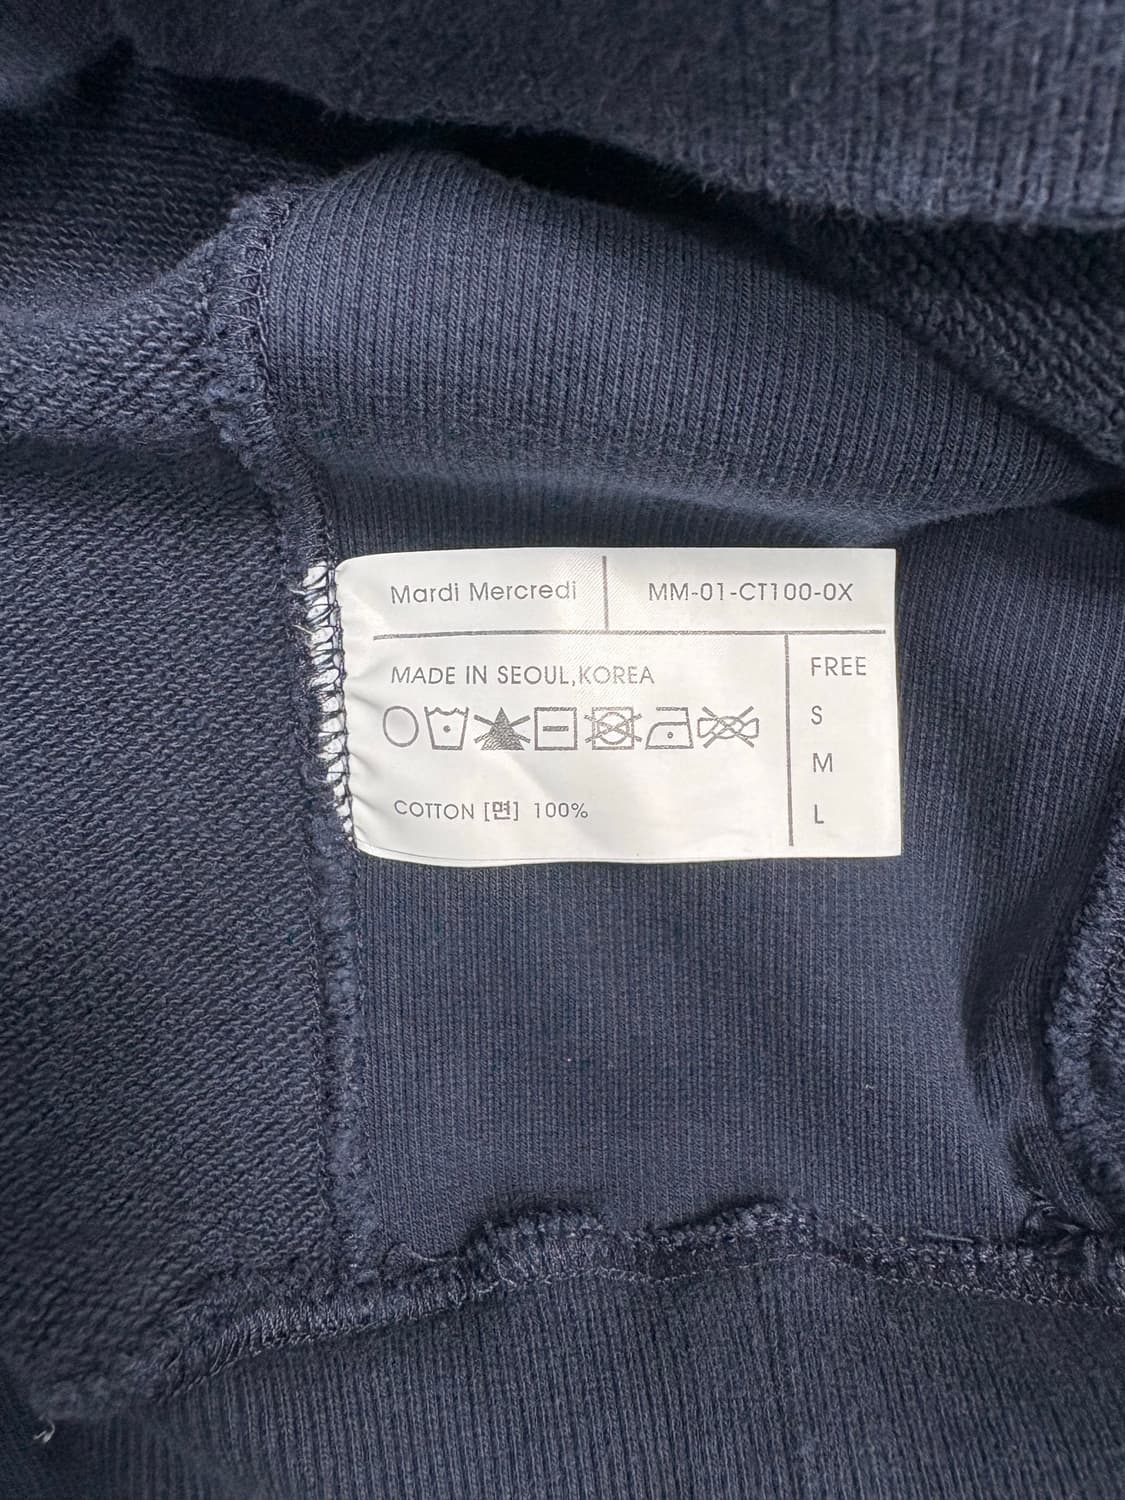 Mardi Mercredi MM-01-CT100-0X
MADE IN SEOUL,KOREA
COTTON [면] 100%
FREE
S
M
L